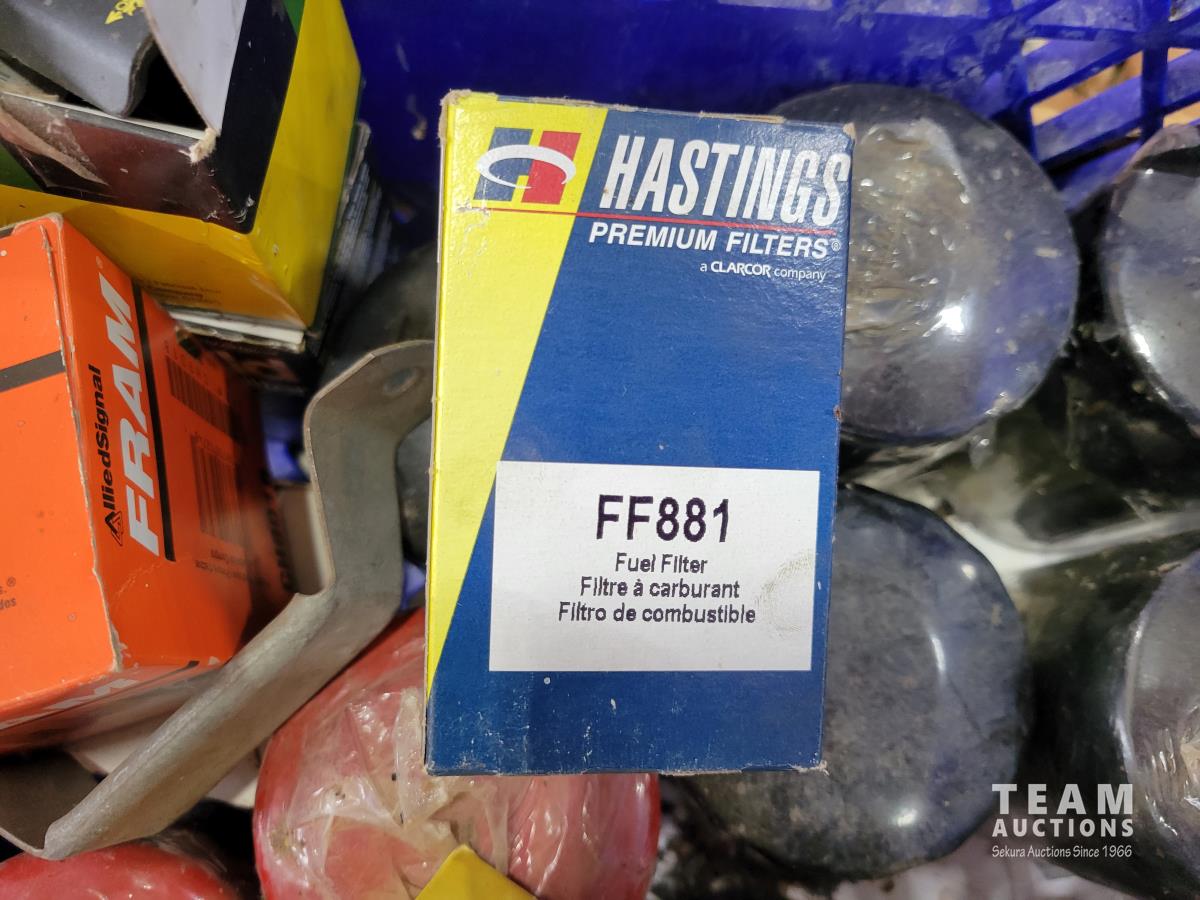 HASTINGS
PREMIUM FILTERS®
a CLARCOR company
FF881
Fuel Filter
Filtre à carburant
Filtro de combustible
AlliedSignal
FRAM®
TEAM
AUCTIONS
Sekura Auctions Since 1966